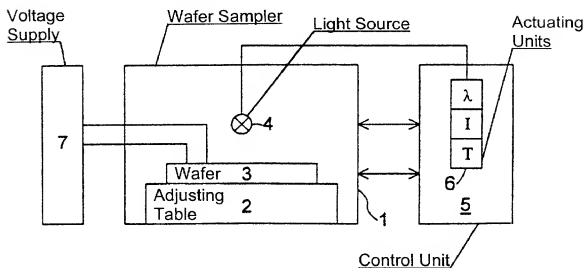 Voltage
Supply
Wafer Sampler
Light Source
Actuating
Units
λ
I
T
4
7
6
Wafer 3
5
Adjusting
Table 2
1
Control Unit